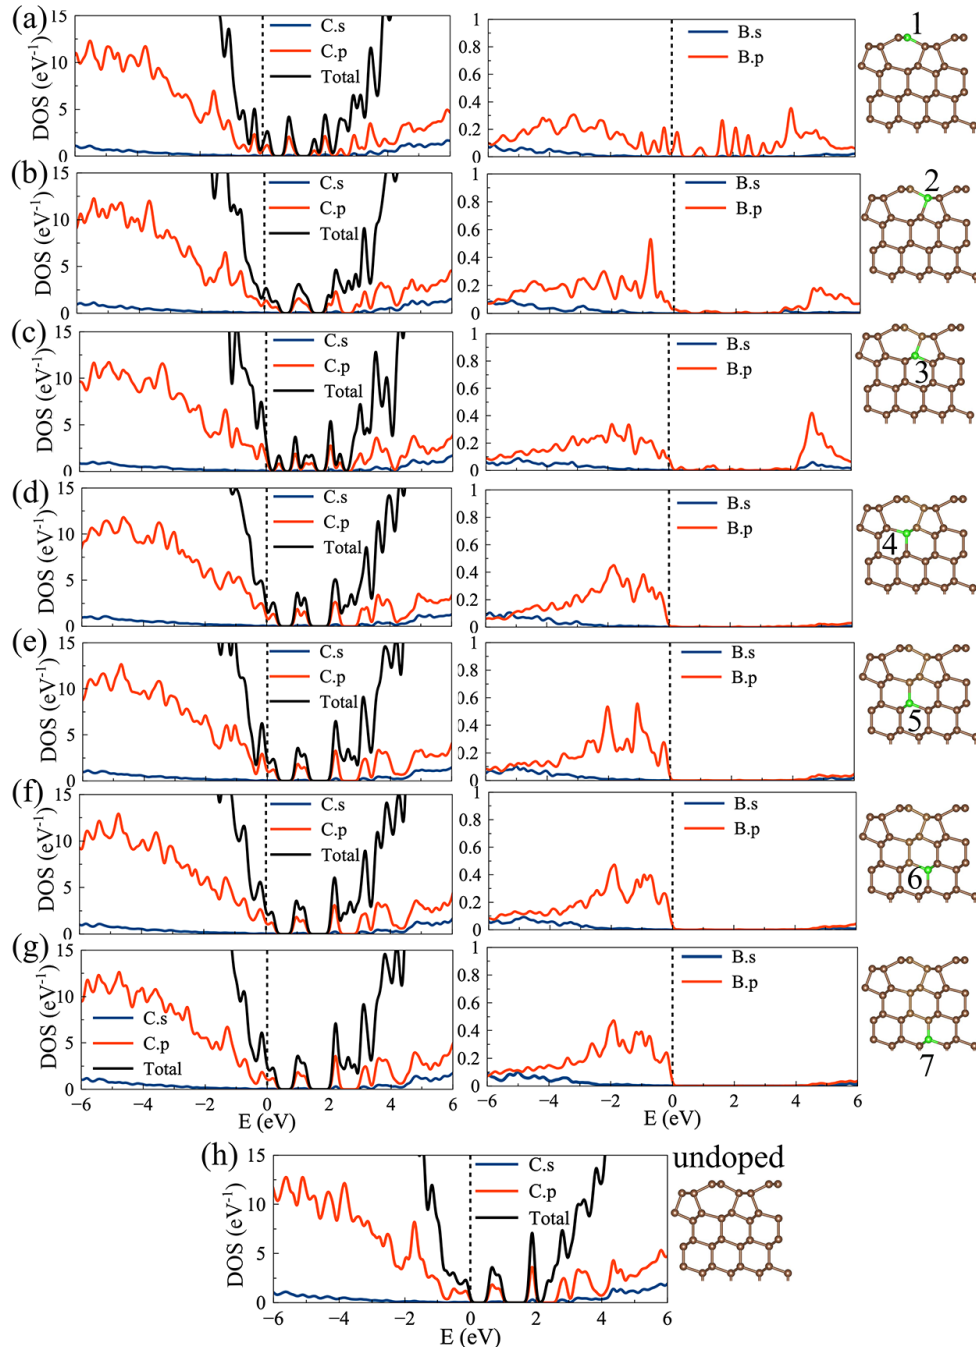 (a)
DOS (eV-1)
15
10
5
0
C.s
C.p
Total
1
0.8
0.6
0.4
0.2
0
B.s
B.p
1
(b)
DOS (eV-1)
15
10
5
0
C.s
C.p
Total
1
0.8
0.6
0.4
0.2
0
B.s
B.p
2
(c)
DOS (eV-1)
15
10
5
0
C.s
C.p
Total
1
0.8
0.6
0.4
0.2
0
B.s
B.p
3
(d)
DOS (eV-1)
15
10
5
0
C.s
C.p
Total
1
0.8
0.6
0.4
0.2
0
B.s
B.p
4
(e)
DOS (eV-1)
15
10
5
0
C.s
C.p
Total
1
0.8
0.6
0.4
0.2
0
B.s
B.p
5
(f)
DOS (eV-1)
15
10
5
0
C.s
C.p
Total
1
0.8
0.6
0.4
0.2
0
B.s
B.p
6
(g)
DOS (eV-1)
15
10
5
0
C.s
C.p
Total
−6 −4 −2 0 2 4 6
E (eV)
1
0.8
0.6
0.4
0.2
0
B.s
B.p
−6 −4 −2 0 2 4 6
E (eV)
7
(h)
DOS (eV-1)
15
10
5
0
C.s
C.p
Total
−6 −4 −2 0 2 4 6
E (eV)
undoped